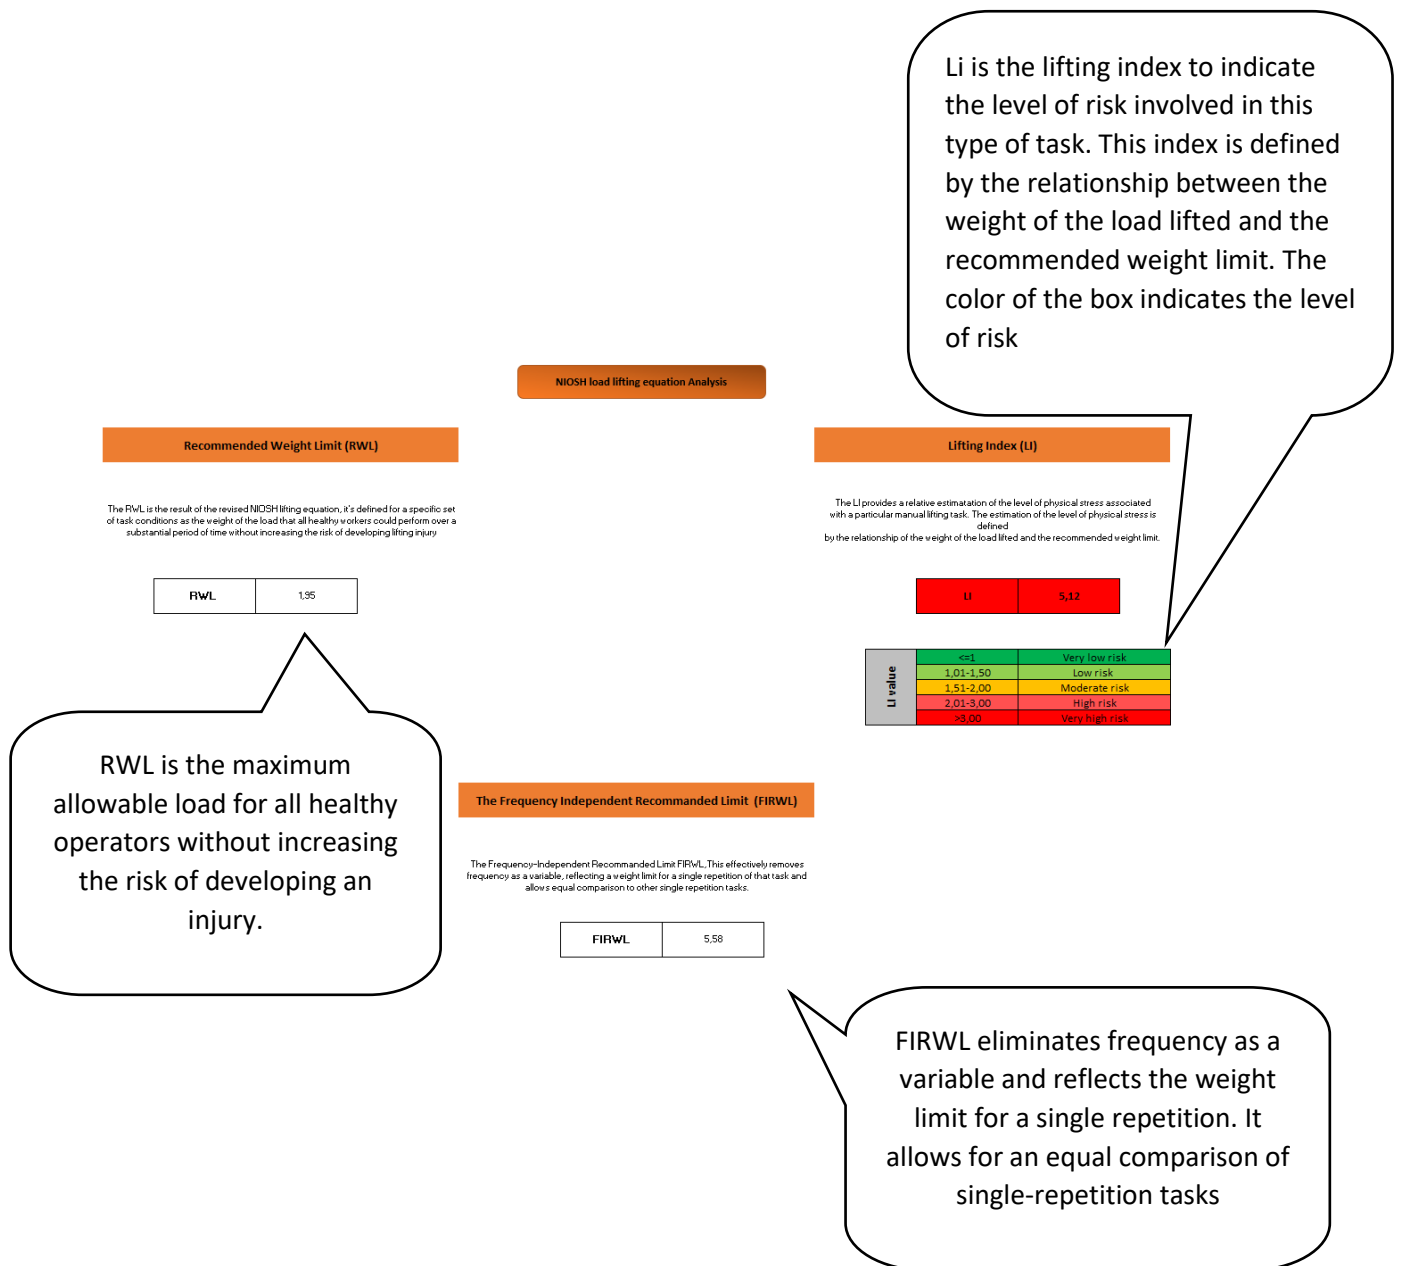 Li is the lifting index to indicate
the level of risk involved in this
type of task. This index is defined
by the relationship between the
weight of the load lifted and the
recommended weight limit. The
color of the box indicates the level
of risk
NIOSH load lifting equation Analysis
Recommended Weight Limit (RWL)
The RWL is the result of the revised NIOSH lifting equation, it's defined for a specific set
of task conditions as the weight of the load that all healthy workers could perform over a
substantial period of time without increasing the risk of developing lifting injury
RWL 1,95
Lifting Index (LI)
The LI provides a relative estimatation of the level of physical stress associated
with a particular manual lifting task. The estimation of the level of physical stress is
defined
by the relationship of the weight of the load lifted and the recommended weight limit.
LI 5,12
LI value
<=1 Very low risk
1,01-1,50 Low risk
1,51-2,00 Moderate risk
2,01-3,00 High risk
>3,00 Very high risk
RWL is the maximum
allowable load for all healthy
operators without increasing
the risk of developing an
injury.
The Frequency Independent Recommanded Limit (FIRWL)
The Frequency-Independent Recommanded Limit FIRWL,This effectively removes
frequency as a variable, reflecting a weight limit for a single repetition of that task and
allows equal comparison to other single repetition tasks.
FIRWL 5,58
FIRWL eliminates frequency as a
variable and reflects the weight
limit for a single repetition. It
allows for an equal comparison of
single-repetition tasks